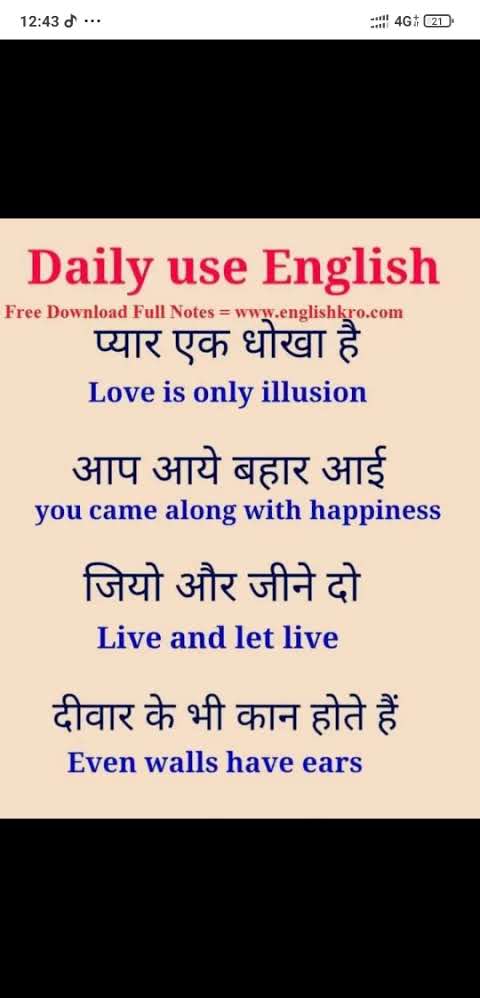 12:43 ...
4G 21
Daily use English
Free Download Full Notes = www.englishkro.com
प्यार एक धोखा है
Love is only illusion
आप आये बहार आई
you came along with happiness
जियो और जीने दो
Live and let live
दीवार के भी कान होते हैं
Even walls have ears